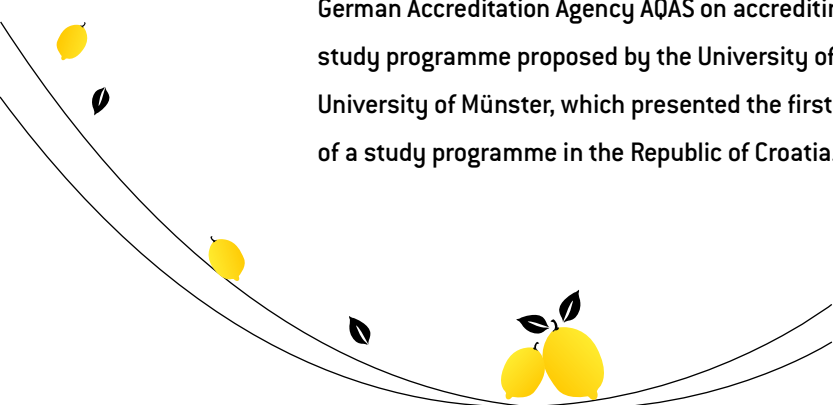 German Accreditation Agency AQAS on
study programme proposed by the University of
University of Münster, which presented the first
of a study programme in the Republic of Croatia.